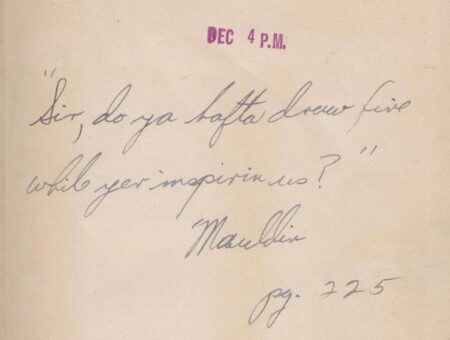 DEC 4 P.M.
"Sir, do ya hafta draw fire
while yer inspirin us?"
Mauldin
pg. 225